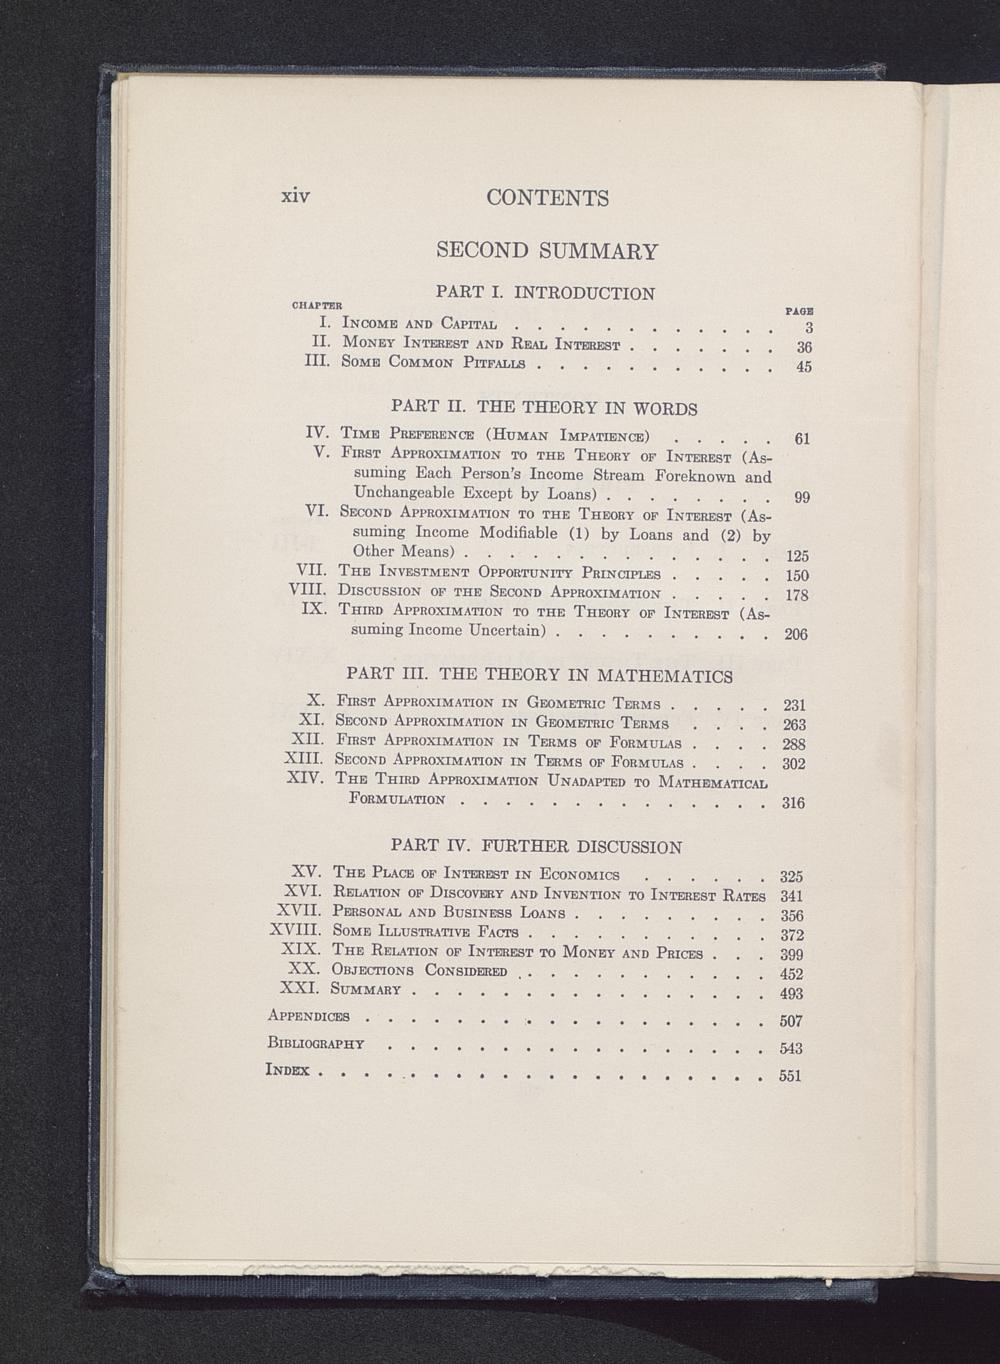 xiv CONTENTS
SECOND SUMMARY
PART I. INTRODUCTION
CHAPTER PAGE
I. Income and Capital . . . . . . . . . . . . 3
II. Money Interest and Real Interest . . . . . . . 36
III. Some Common Pitfalls . . . . . . . . . . . 45
PART II. THE THEORY IN WORDS
IV. Time Preference (Human Impatience) . . . . . 61
V. First Approximation to the Theory of Interest (As-
suming Each Person's Income Stream Foreknown and
Unchangeable Except by Loans) . . . . . . . . 99
VI. Second Approximation to the Theory of Interest (As-
suming Income Modifiable (1) by Loans and (2) by
Other Means) . . . . . . . . . . . . . . 125
VII. The Investment Opportunity Principles . . . . . 150
VIII. Discussion of the Second Approximation . . . . . 178
IX. Third Approximation to the Theory of Interest (As-
suming Income Uncertain) . . . . . . . . . . 206
PART III. THE THEORY IN MATHEMATICS
X. First Approximation in Geometric Terms . . . . . 231
XI. Second Approximation in Geometric Terms . . . . 263
XII. First Approximation in Terms of Formulas . . . . 288
XIII. Second Approximation in Terms of Formulas . . . . 302
XIV. The Third Approximation Unadapted to Mathematical
Formulation . . . . . . . . . . . . . . 316
PART IV. FURTHER DISCUSSION
XV. The Place of Interest in Economics . . . . . . 325
XVI. Relation of Discovery and Invention to Interest Rates 341
XVII. Personal and Business Loans . . . . . . . . . 356
XVIII. Some Illustrative Facts . . . . . . . . . . . 372
XIX. The Relation of Interest to Money and Prices . . . 399
XX. Objections Considered . . . . . . . . . . . . 452
XXI. Summary . . . . . . . . . . . . . . . . 493
Appendices . . . . . . . . . . . . . . . . . . 507
Bibliography . . . . . . . . . . . . . . . . . 543
Index . . . . . . . . . . . . . . . . . . . . 551